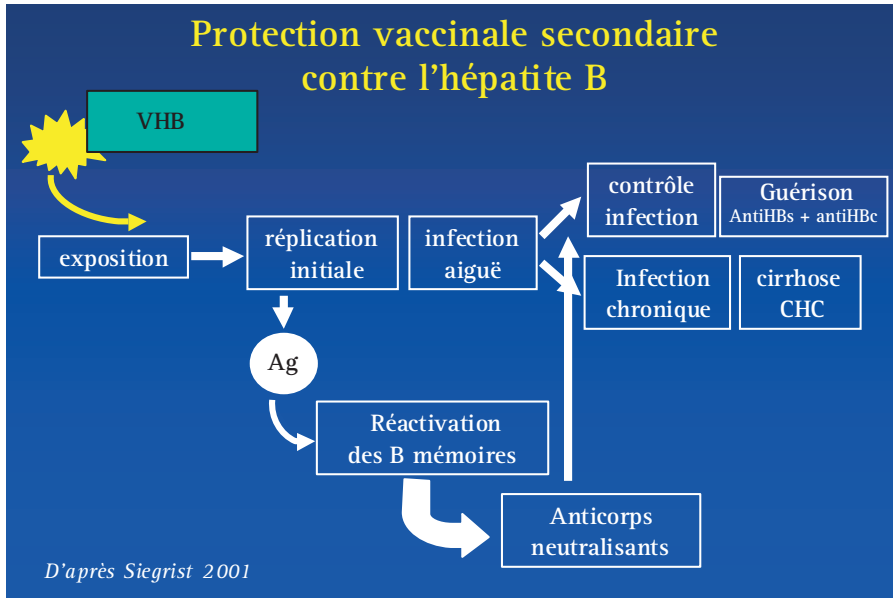 Protection vaccinale secondaire
contre l'hépatite B
VHB
exposition
réplication
initiale
infection
aiguë
contrôle
infection
Guérison
AntiHBs + antiHBc
Infection
chronique
cirrhose
CHC
Ag
Réactivation
des B mémoires
Anticorps
neutralisants
D'après Siegrist 2001